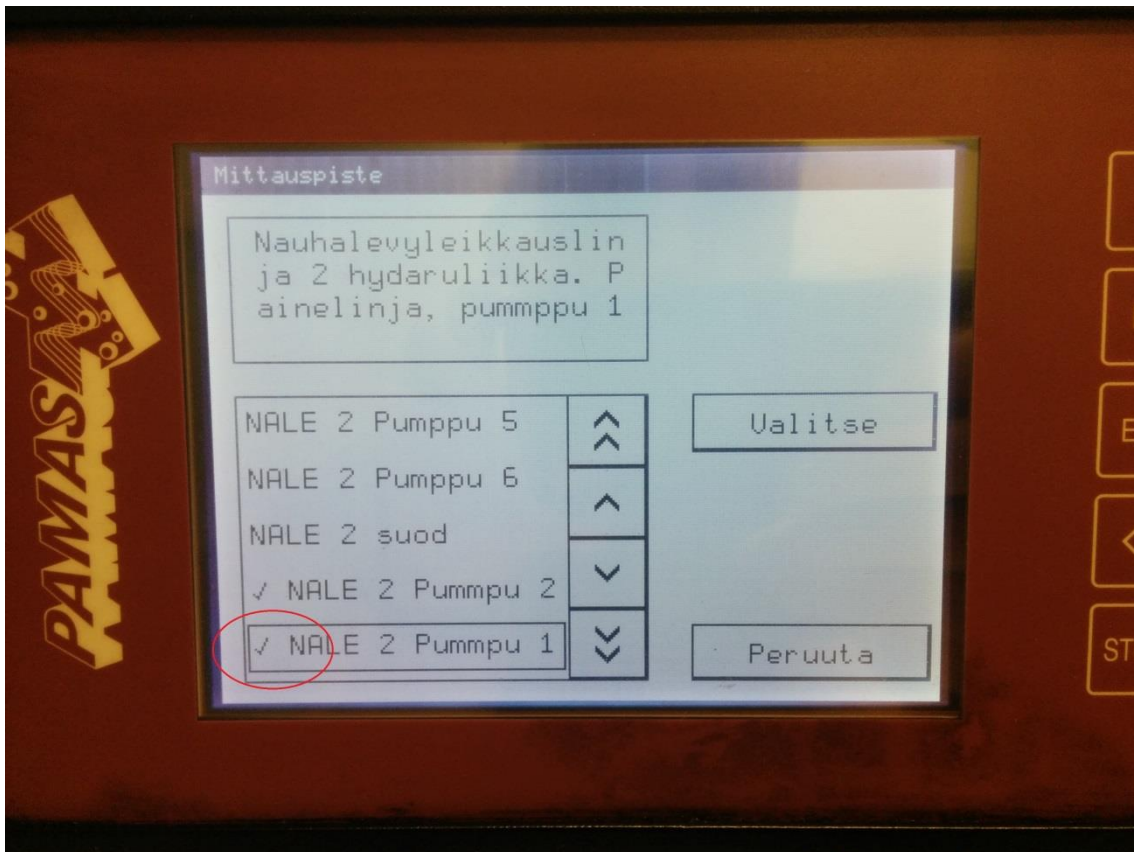 Mittauspiste
Nauhalevyleikkauslin
ja 2 hydaruliikka. P
ainelinja, pummppu 1
NALE 2 Pumppu 5
NALE 2 Pumppu 6
NALE 2 suod
✓ NALE 2 Pummpu 2
✓ NALE 2 Pummpu 1
Valitse
Peruuta
PAMAS